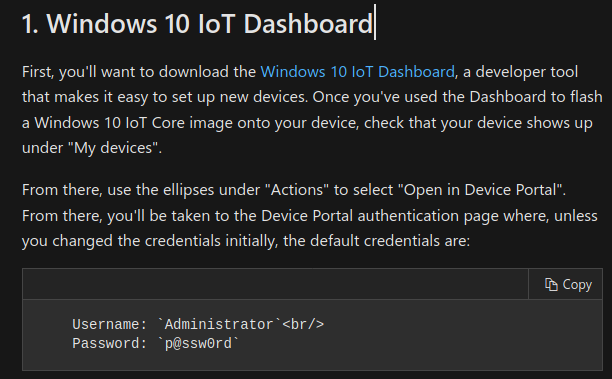 1. Windows 10 IoT Dashboard
First, you'll want to download the Windows 10 IoT Dashboard, a developer tool
that makes it easy to set up new devices. Once you've used the Dashboard to flash
a Windows 10 IoT Core image onto your device, check that your device shows up
under "My devices".
From there, use the ellipses under "Actions" to select "Open in Device Portal".
From there, you'll be taken to the Device Portal authentication page where, unless
you changed the credentials initially, the default credentials are:
Copy
Username: `Administrator`<br/>
Password: `p@ssw0rd`